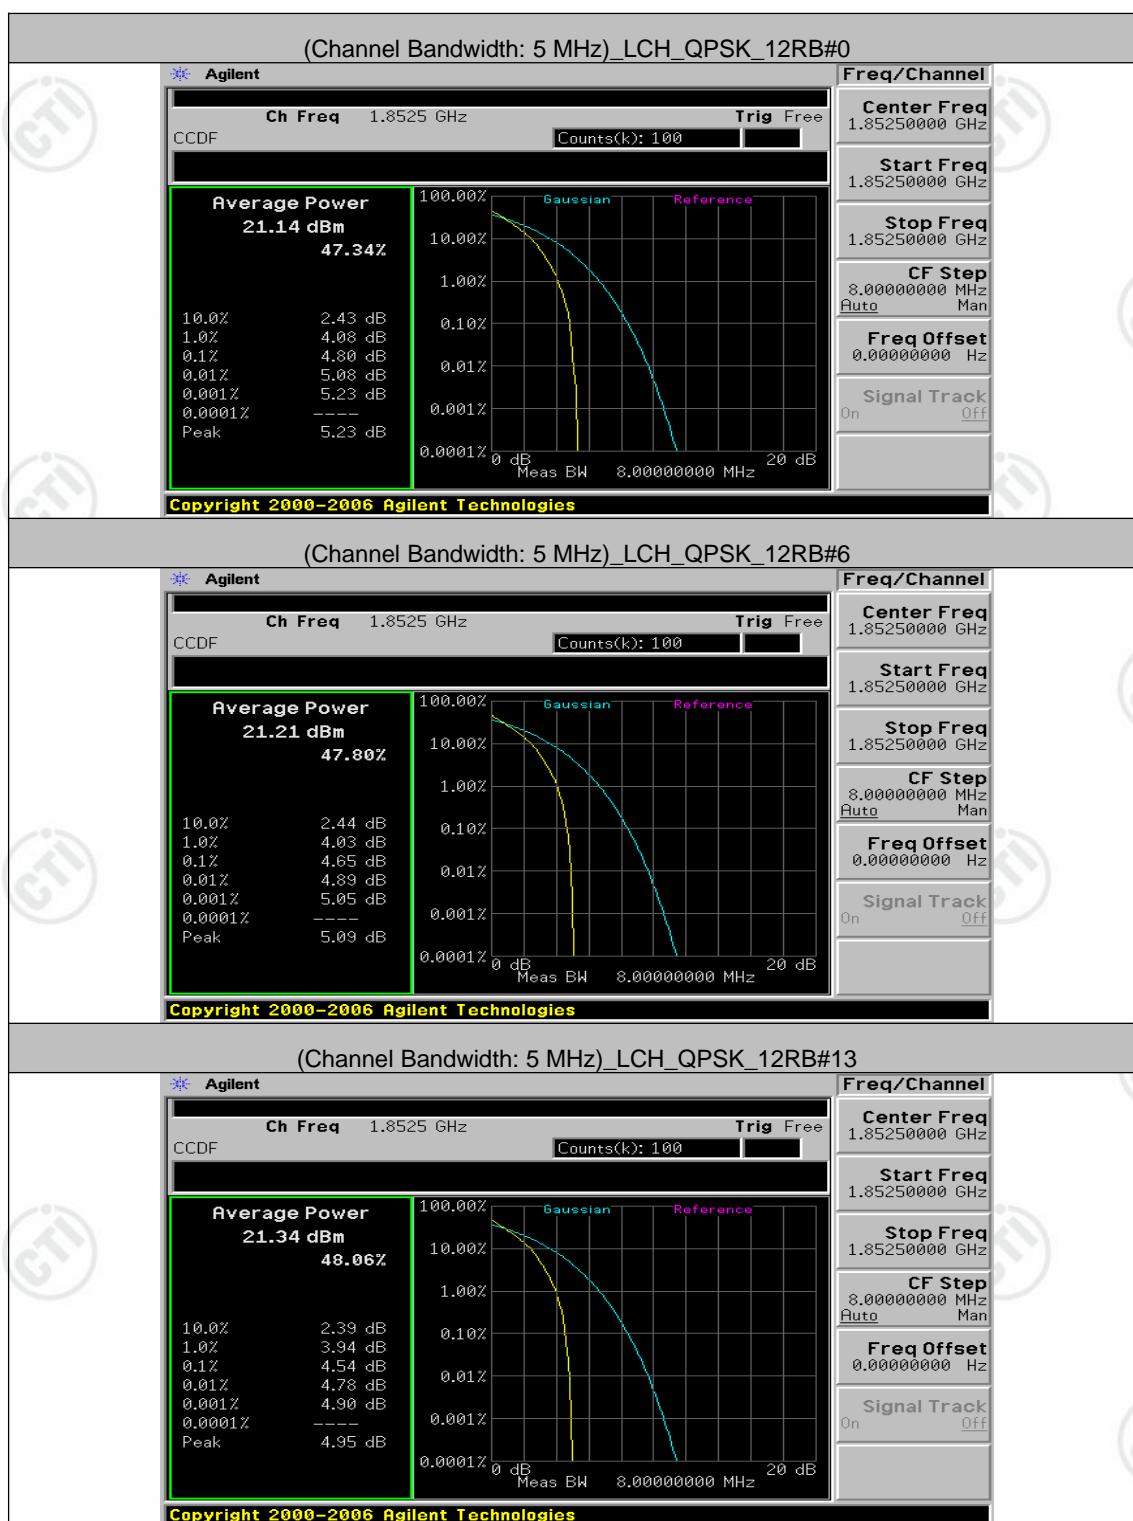 (Channel Bandwidth: 5 MHz)_LCH_QPSK_12RB#0
Agilent
Freq/Channel
Ch Freq 1.8525 GHz Trig Free
CCDF Counts(k): 100
Average Power
21.14 dBm
47.34%
10.0% 2.43 dB
1.0% 4.08 dB
0.1% 4.80 dB
0.01% 5.08 dB
0.001% 5.23 dB
0.0001% ----
Peak 5.23 dB
100.00%
Gaussian Reference
10.00%
1.00%
0.10%
0.01%
0.001%
0.0001%
0 dB 20 dB
Meas BW 8.00000000 MHz
Center Freq
1.85250000 GHz
Start Freq
1.85250000 GHz
Stop Freq
1.85250000 GHz
CF Step
8.00000000 MHz
Auto Man
Freq Offset
0.00000000 Hz
Signal Track
On Off
Copyright 2000-2006 Agilent Technologies
CTI
CTI
CTI
CTI
(Channel Bandwidth: 5 MHz)_LCH_QPSK_12RB#6
Agilent
Freq/Channel
Ch Freq 1.8525 GHz Trig Free
CCDF Counts(k): 100
Average Power
21.21 dBm
47.80%
10.0% 2.44 dB
1.0% 4.03 dB
0.1% 4.65 dB
0.01% 4.89 dB
0.001% 5.05 dB
0.0001% ----
Peak 5.09 dB
100.00%
Gaussian Reference
10.00%
1.00%
0.10%
0.01%
0.001%
0.0001%
0 dB 20 dB
Meas BW 8.00000000 MHz
Center Freq
1.85250000 GHz
Start Freq
1.85250000 GHz
Stop Freq
1.85250000 GHz
CF Step
8.00000000 MHz
Auto Man
Freq Offset
0.00000000 Hz
Signal Track
On Off
Copyright 2000-2006 Agilent Technologies
CTI
CTI
(Channel Bandwidth: 5 MHz)_LCH_QPSK_12RB#13
Agilent
Freq/Channel
Ch Freq 1.8525 GHz Trig Free
CCDF Counts(k): 100
Average Power
21.34 dBm
48.06%
10.0% 2.39 dB
1.0% 3.94 dB
0.1% 4.54 dB
0.01% 4.78 dB
0.001% 4.90 dB
0.0001% ----
Peak 4.95 dB
100.00%
Gaussian Reference
10.00%
1.00%
0.10%
0.01%
0.001%
0.0001%
0 dB 20 dB
Meas BW 8.00000000 MHz
Center Freq
1.85250000 GHz
Start Freq
1.85250000 GHz
Stop Freq
1.85250000 GHz
CF Step
8.00000000 MHz
Auto Man
Freq Offset
0.00000000 Hz
Signal Track
On Off
Copyright 2000-2006 Agilent Technologies
CTI
CTI